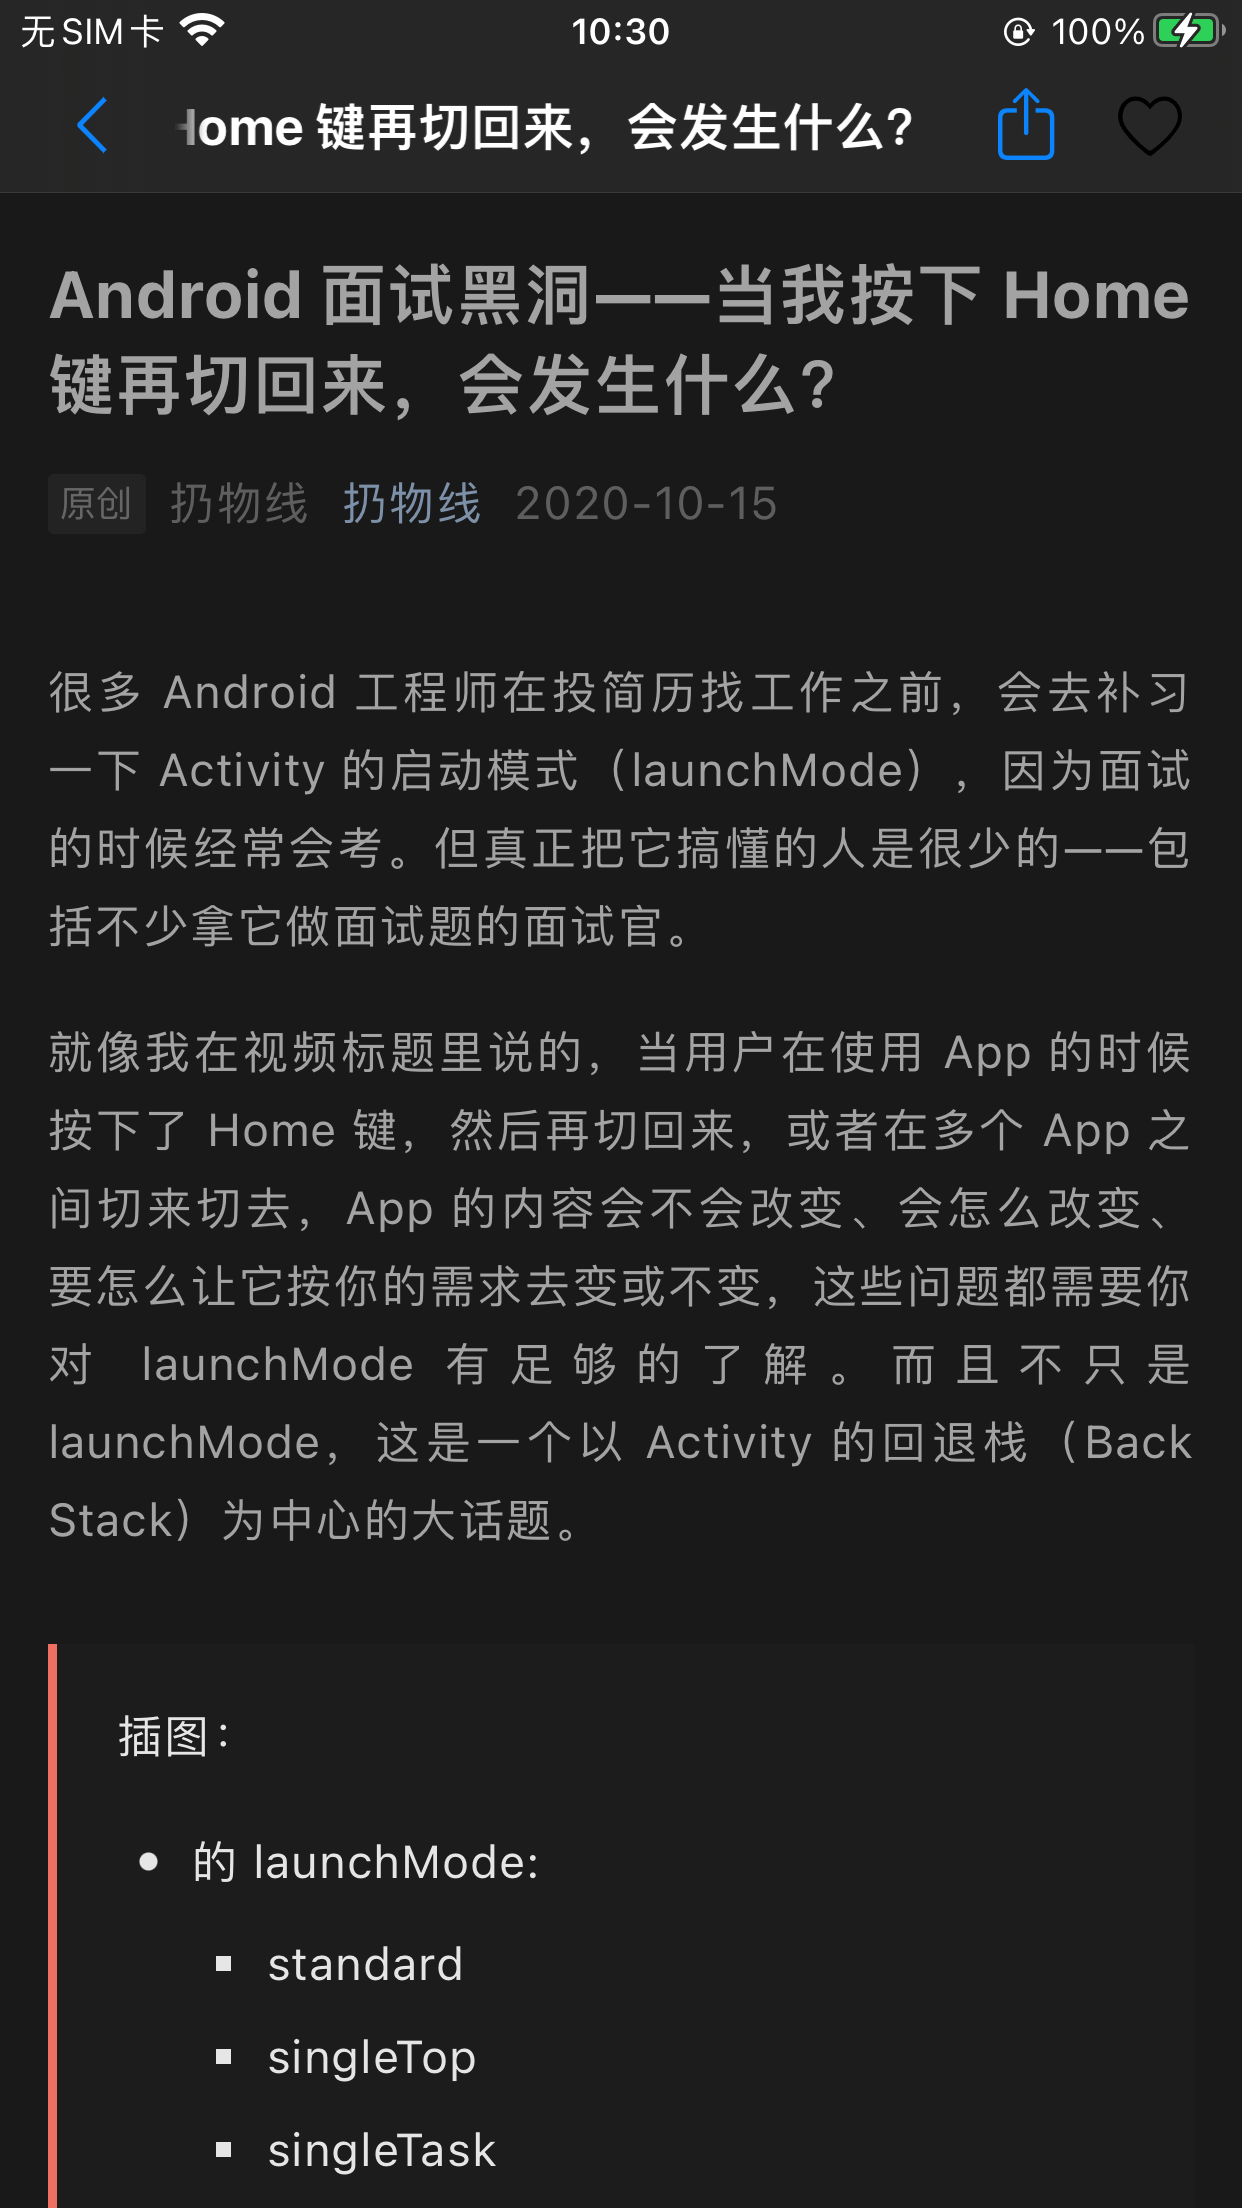 无SIM卡 10:30 100%
Home 键再切回来，会发生什么？
Android 面试黑洞——当我按下 Home
键再切回来，会发生什么？
原创 扔物线 扔物线 2020-10-15
很多 Android 工程师在投简历找工作之前，会去补习
一下 Activity 的启动模式（launchMode），因为面试
的时候经常会考。但真正把它搞懂的人是很少的——包
括不少拿它做面试题的面试官。
就像我在视频标题里说的，当用户在使用 App 的时候
按下了 Home 键，然后再切回来，或者在多个 App 之
间切来切去，App 的内容会不会改变、会怎么改变、
要怎么让它按你的需求去变或不变，这些问题都需要你
对 launchMode 有足够的了解。而且不只是
launchMode，这是一个以 Activity 的回退栈（Back
Stack）为中心的大话题。
插图：
的 launchMode:
standard
singleTop
singleTask